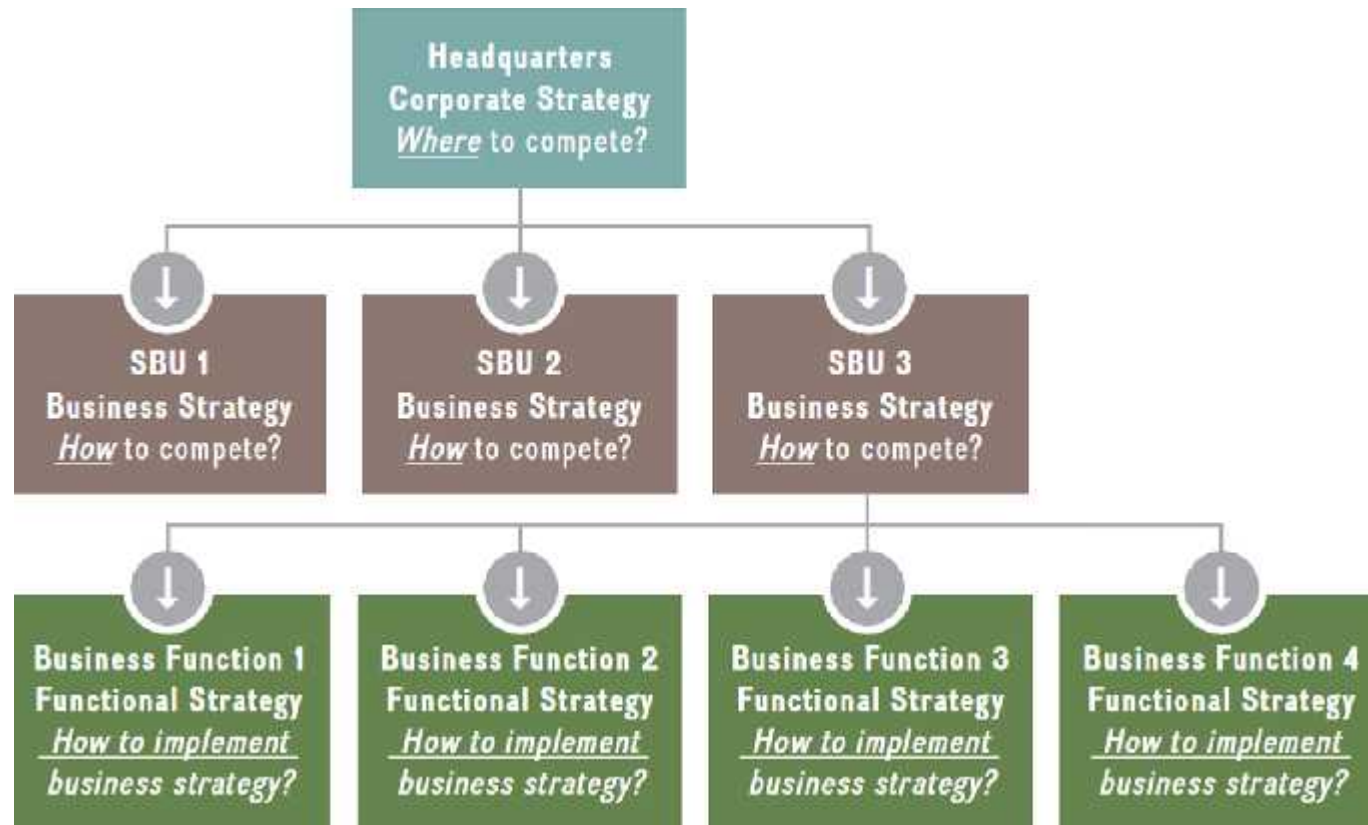 Headquarters
Corporate Strategy
Where to compete?
SBU 1
Business Strategy
How to compete?
SBU 2
Business Strategy
How to compete?
SBU 3
Business Strategy
How to compete?
Business Function 1
Functional Strategy
How to implement
business strategy?
Business Function 2
Functional Strategy
How to implement
business strategy?
Business Function 3
Functional Strategy
How to implement
business strategy?
Business Function 4
Functional Strategy
How to implement
business strategy?